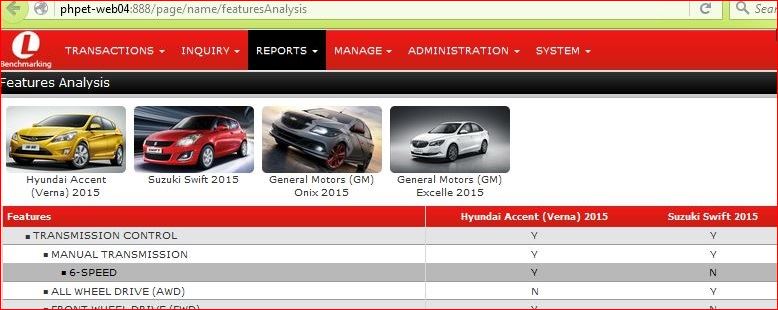 phpet-web04:888/page/name/featuresAnalysis
Sear
L
Benchmarking
TRANSACTIONS INQUIRY REPORTS MANAGE ADMINISTRATION SYSTEM
Features Analysis
Hyundai Accent
(Verna) 2015
Suzuki Swift 2015
General Motors (GM)
Onix 2015
General Motors (GM)
Excelle 2015
Features Hyundai Accent (Verna) 2015 Suzuki Swift 2015
TRANSMISSION CONTROL Y Y
MANUAL TRANSMISSION Y Y
6-SPEED Y N
ALL WHEEL DRIVE (AWD) N Y
FRONT WHEEL DRIVE (FWD) Y Y